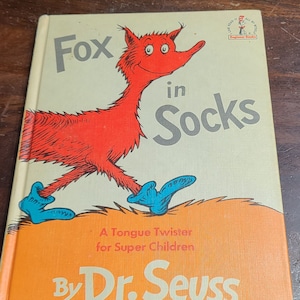 Fox
in
Socks
A Tongue Twister
for Super Children
By Dr. Seuss